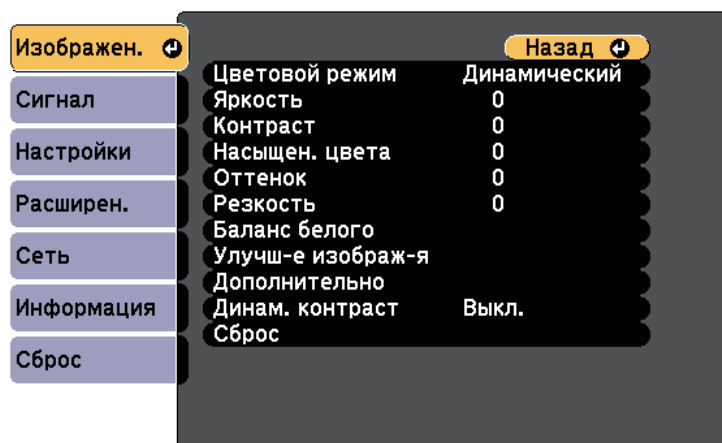 Изображен.
Сигнал
Настройки
Расширен.
Сеть
Информация
Сброс
Назад
Цветовой режим Динамический
Яркость 0
Контраст 0
Насыщен. цвета 0
Оттенок 0
Резкость 0
Баланс белого
Улучш-е изображ-я
Дополнительно
Динам. контраст Выкл.
Сброс